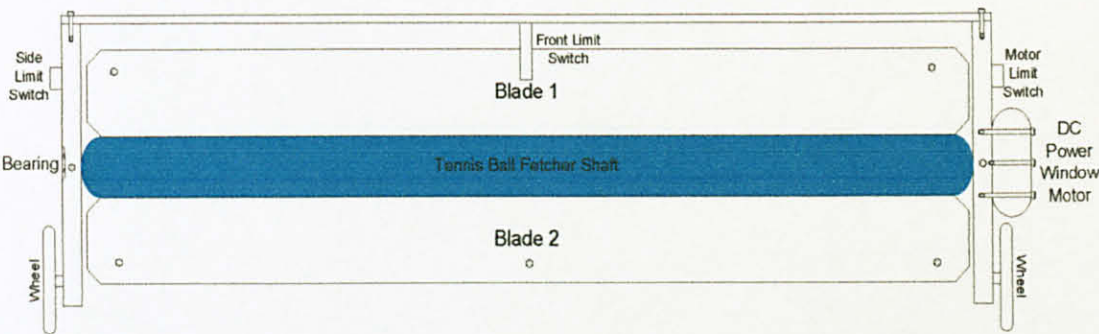 Side
Limit
Switch
Front Limit
Switch
Motor
Limit
Switch
Blade 1
DC
Power
Window
Motor
Bearing
Tennis Ball Fetcher Shaft
Blade 2
Wheel
Wheel